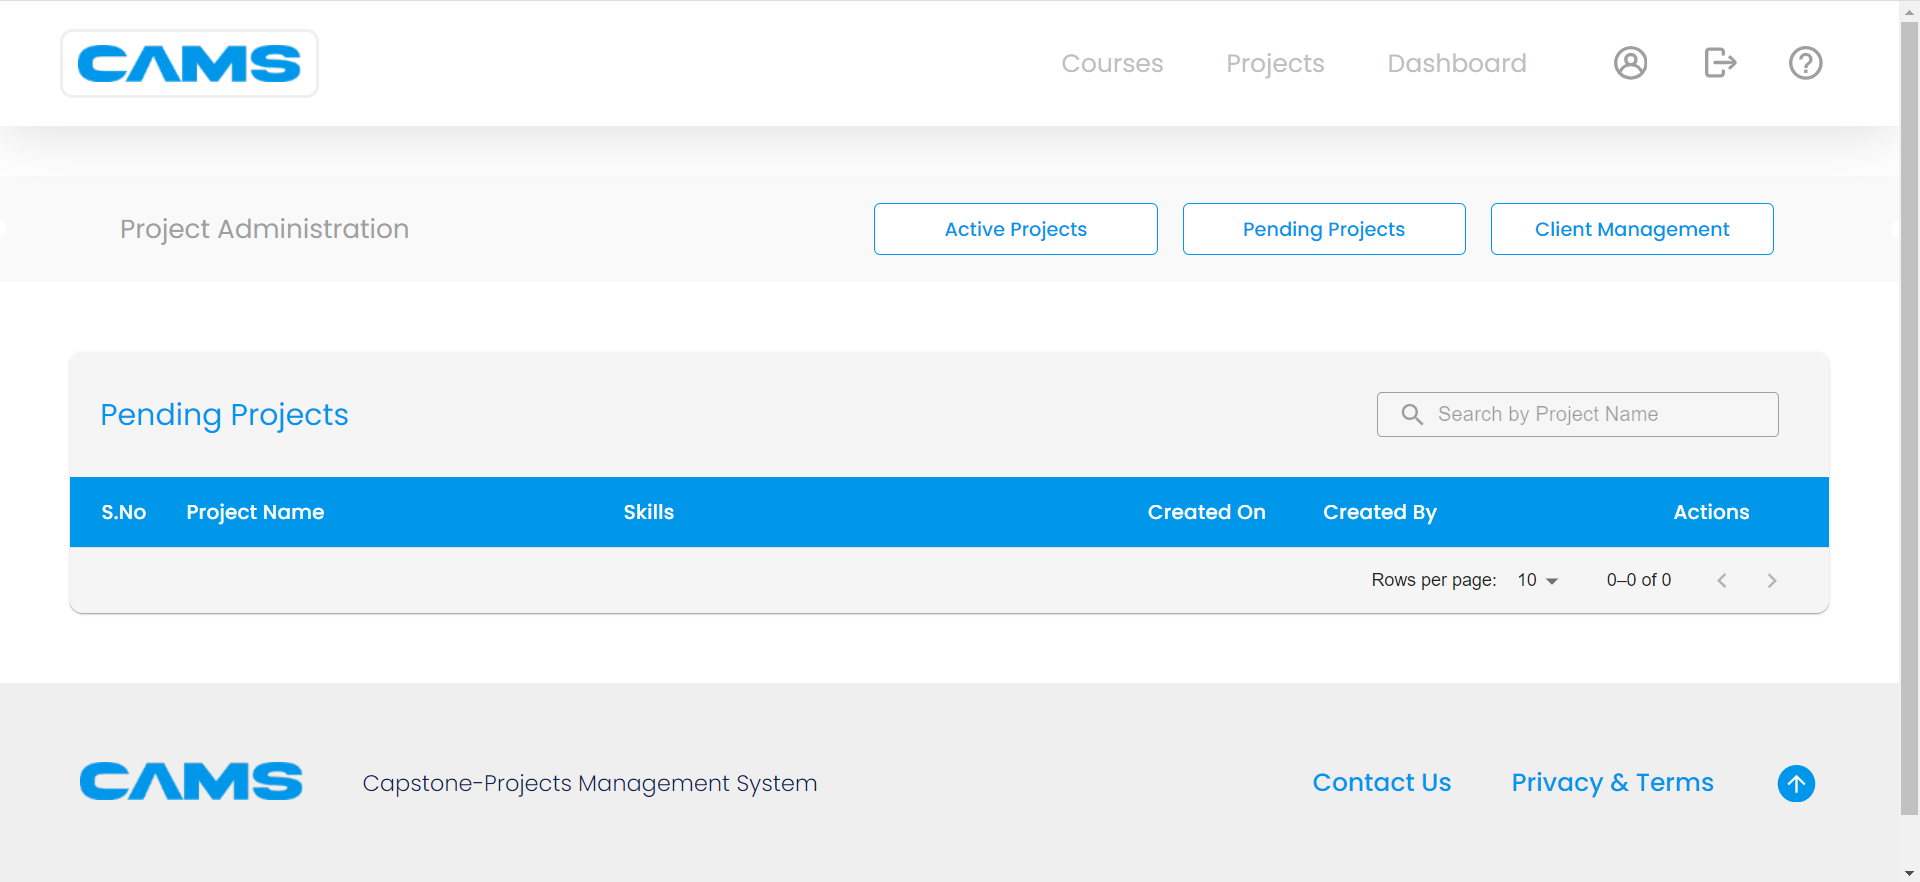 CAMS Courses Projects Dashboard
Project Administration Active Projects Pending Projects Client Management
Pending Projects Search by Project Name
S.No Project Name Skills Created On Created By Actions
Rows per page: 10 0–0 of 0
CAMS Capstone-Projects Management System Contact Us Privacy & Terms